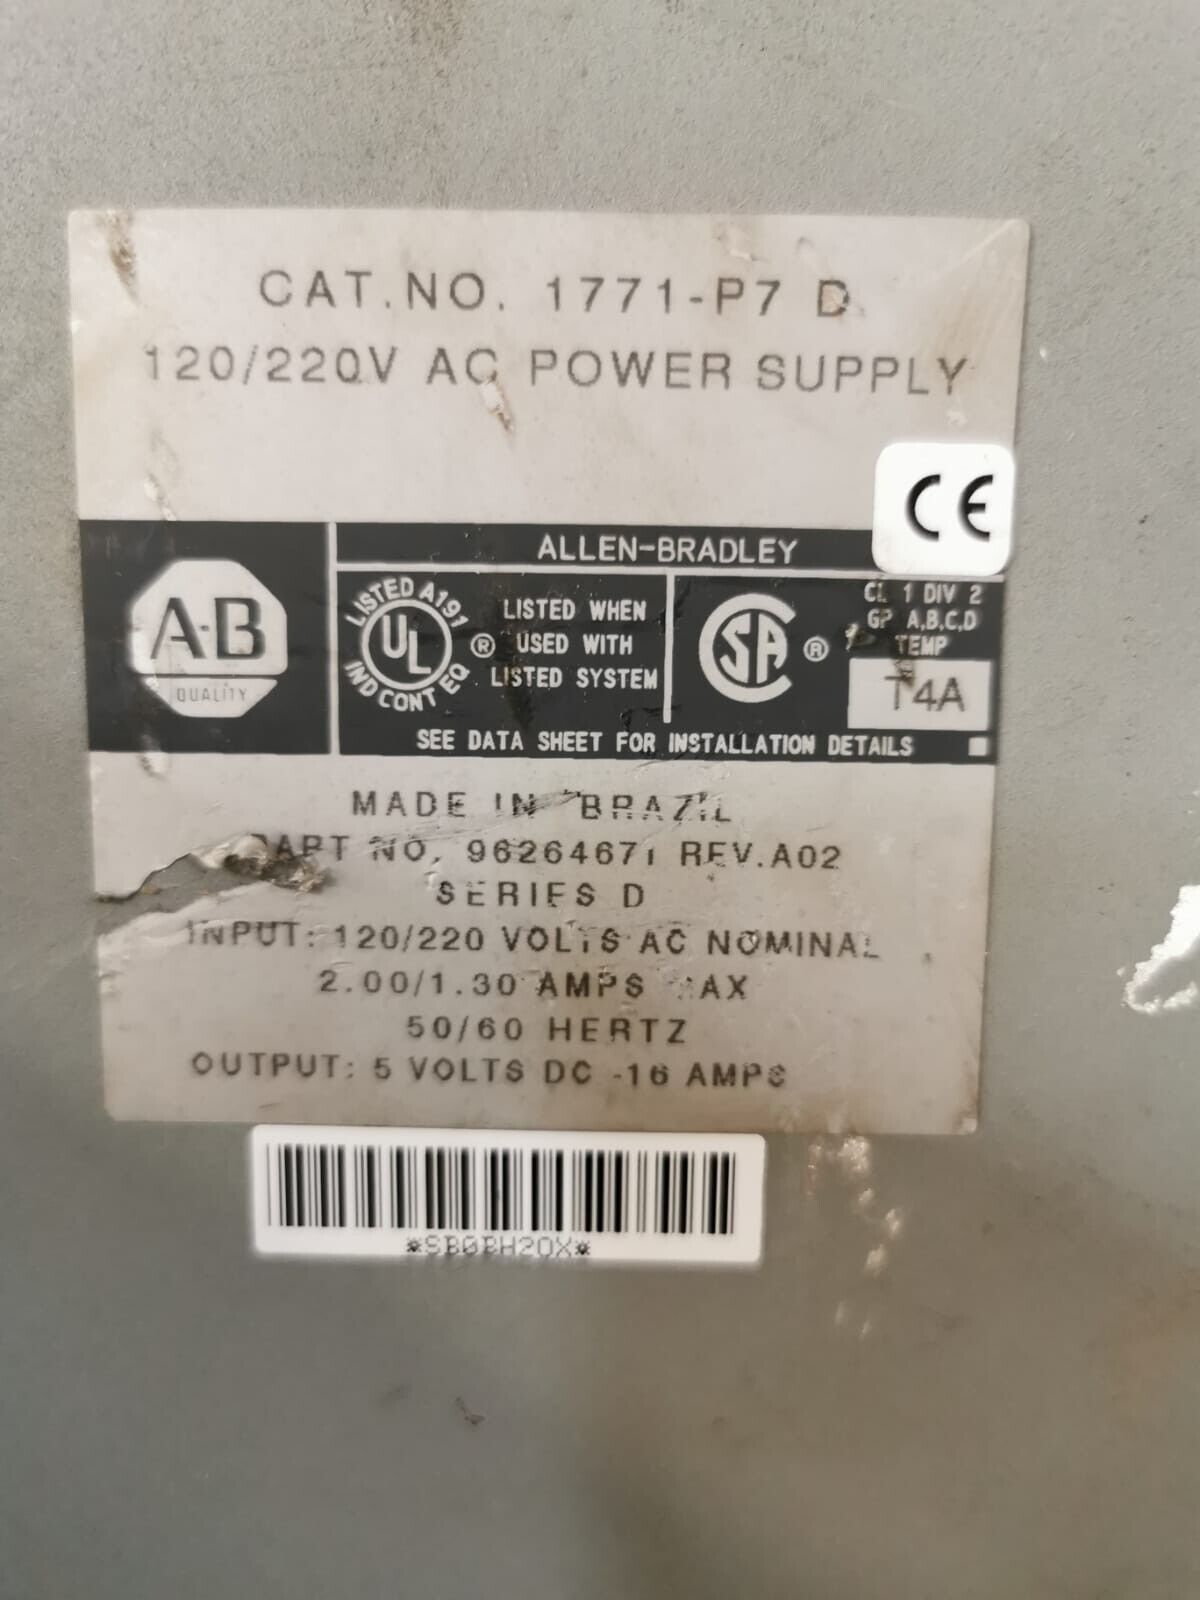 CAT.NO. 1771-P7 D
120/220V AC POWER SUPPLY
CE
ALLEN-BRADLEY
A-B
QUALITY
LISTED A191
UL
IND CONT EQ
®
LISTED WHEN
USED WITH
LISTED SYSTEM
SA
®
CL 1 DIV 2
GP A,B,C,D
TEMP
T4A
SEE DATA SHEET FOR INSTALLATION DETAILS
MADE IN BRAZIL
PART NO. 96264671 REV.A02
SERIES D
INPUT: 120/220 VOLTS AC NOMINAL
2.00/1.30 AMPS MAX
50/60 HERTZ
OUTPUT: 5 VOLTS DC -16 AMPS